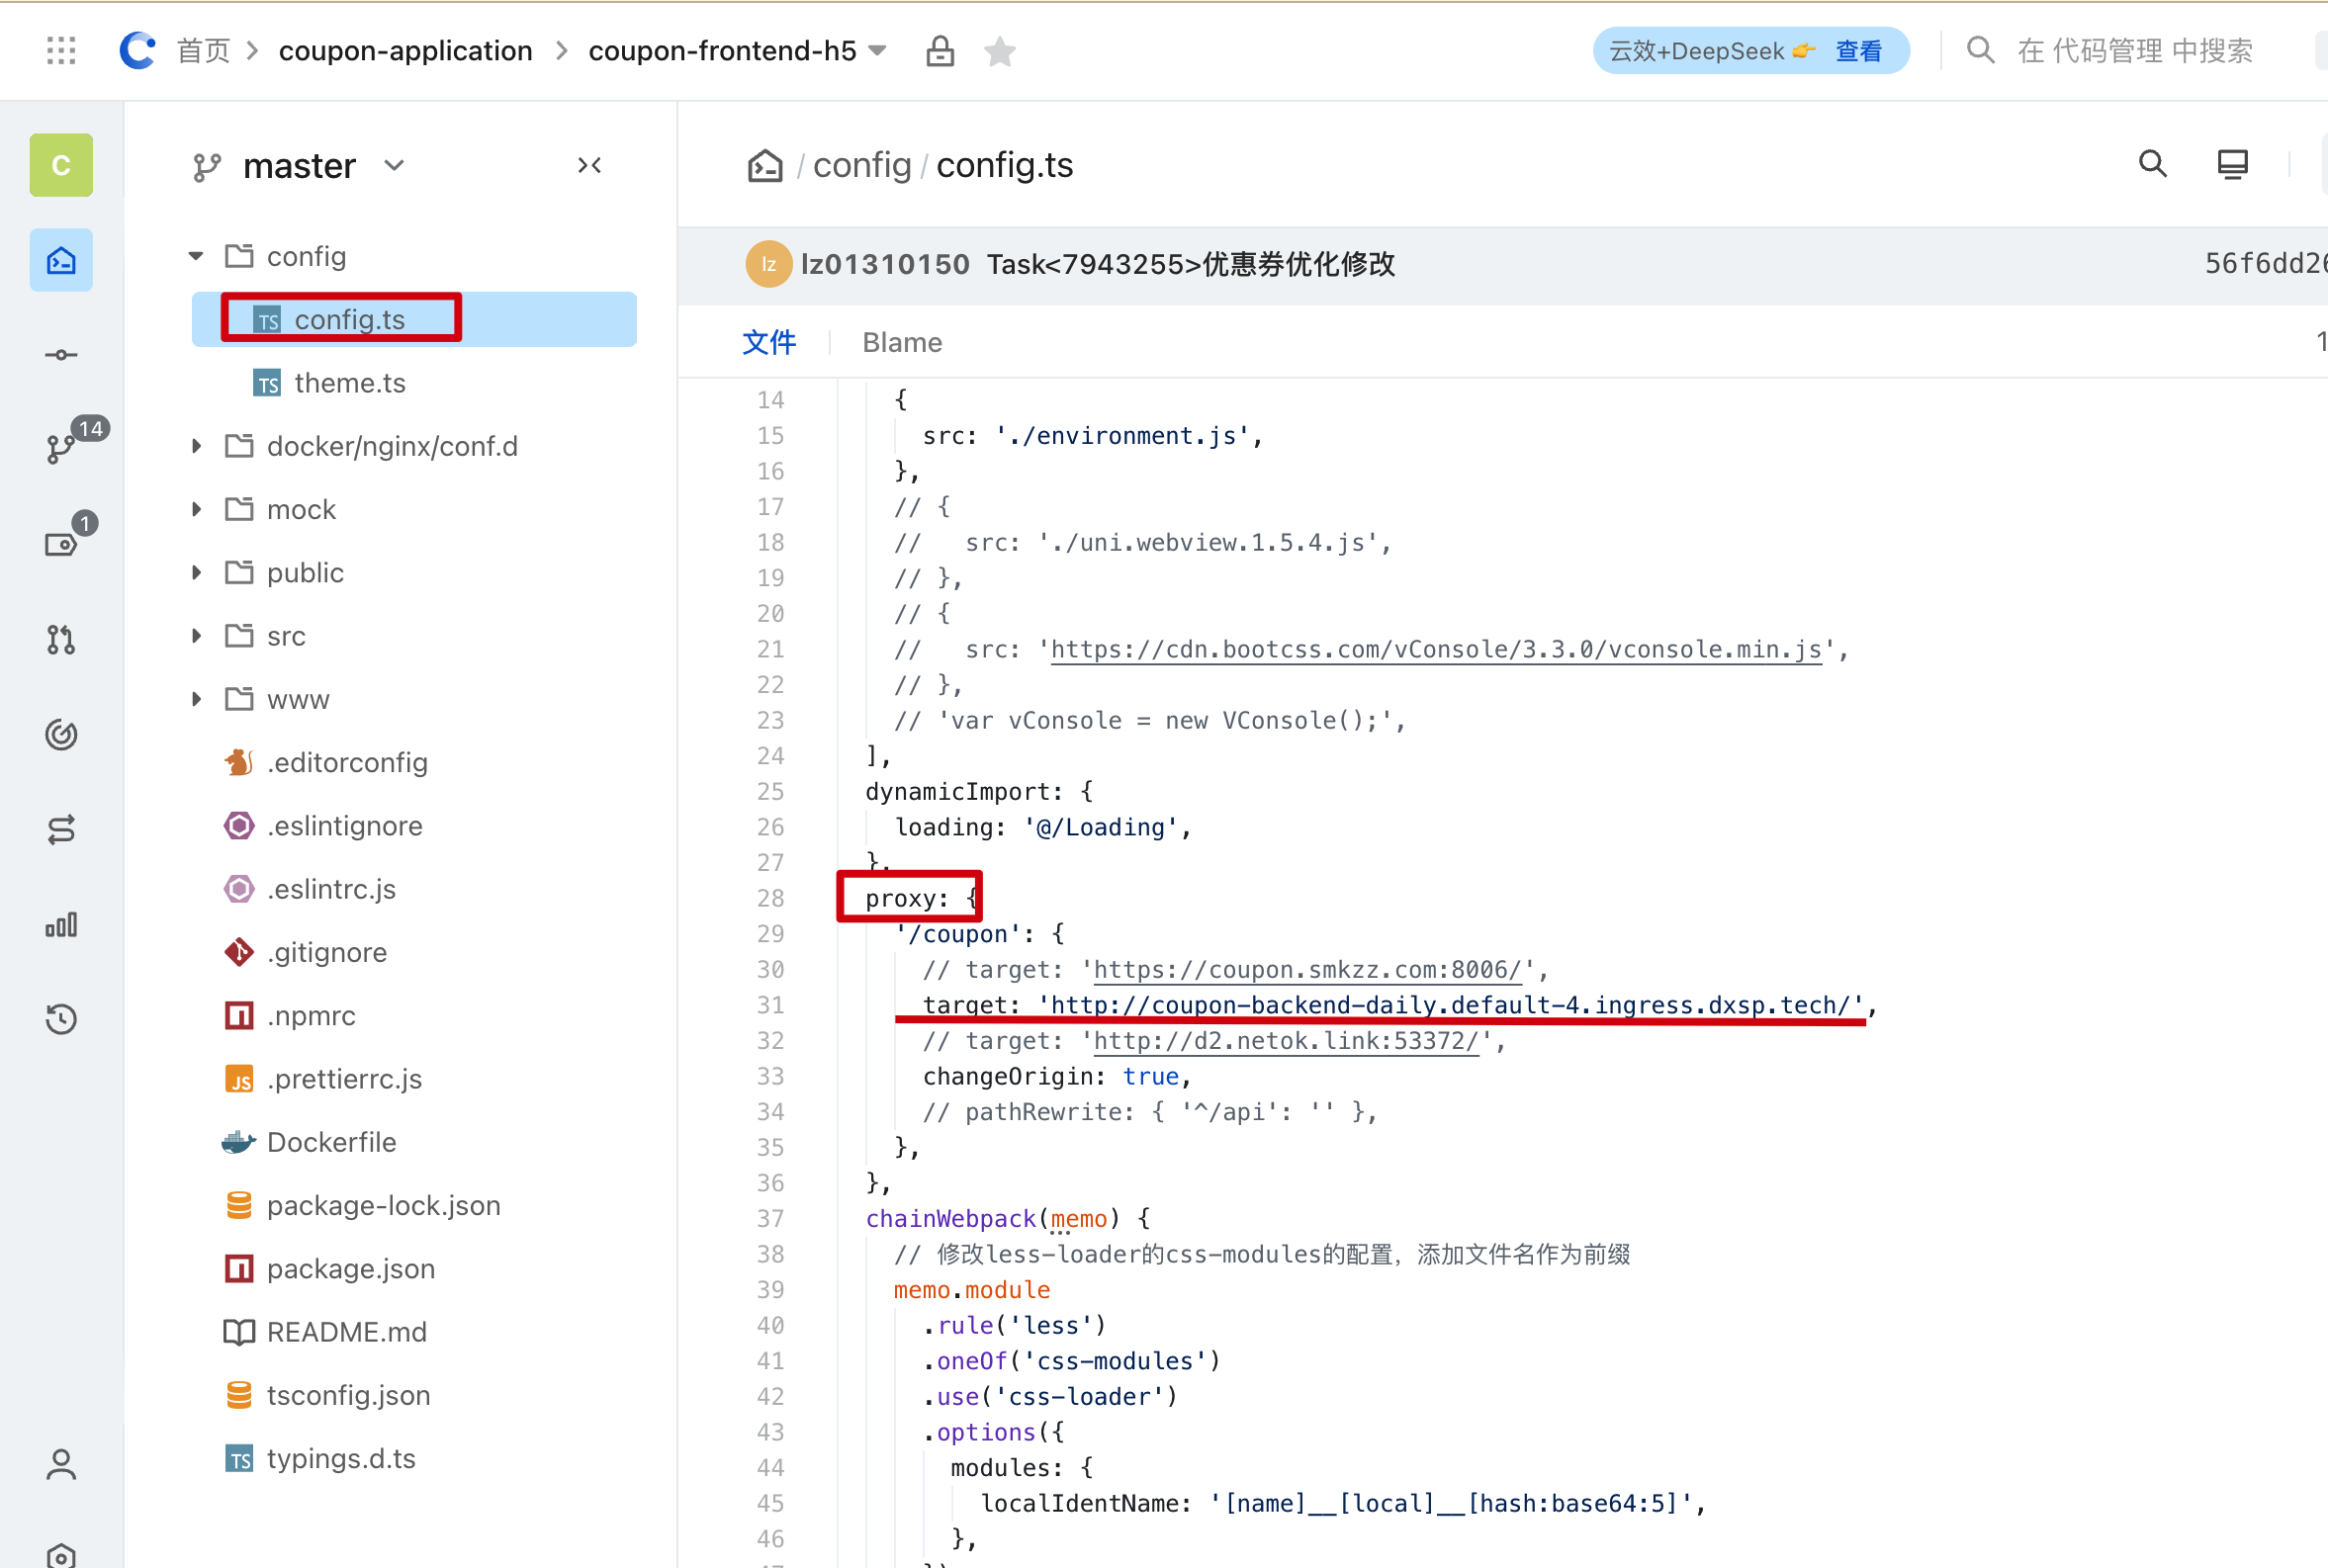 首页 > coupon-application > coupon-frontend-h5
云效+DeepSeek 👉 查看
在 代码管理 中搜索
C
master
/ config / config.ts
lz lz01310150 Task<7943255>优惠券优化修改
文件 Blame
14
1
config
TS config.ts
TS theme.ts
docker/nginx/conf.d
mock
public
src
www
.editorconfig
.eslintignore
.eslintrc.js
.gitignore
.npmrc
JS .prettierrc.js
Dockerfile
package-lock.json
package.json
README.md
tsconfig.json
TS typings.d.ts
14 {
15 src: './environment.js',
16 },
17 // {
18 //   src: './uni.webview.1.5.4.js',
19 // },
20 // {
21 //   src: 'https://cdn.bootcss.com/vConsole/3.3.0/vconsole.min.js',
22 // },
23 // 'var vConsole = new VConsole();',
24 ],
25 dynamicImport: {
26 loading: '@/Loading',
27 },
28 proxy: {
29 '/coupon': {
30 // target: 'https://coupon.smkzz.com:8006/',
31 target: 'http://coupon-backend-daily.default-4.ingress.dxsp.tech/',
32 // target: 'http://d2.netok.link:53372/',
33 changeOrigin: true,
34 // pathRewrite: { '^/api': '' },
35 },
36 },
37 chainWebpack(memo) {
38 // 修改less-loader的css-modules的配置，添加文件名作为前缀
39 memo.module
40 .rule('less')
41 .oneOf('css-modules')
42 .use('css-loader')
43 .options({
44 modules: {
45 localIdentName: '[name]__[local]__[hash:base64:5]',
46 },